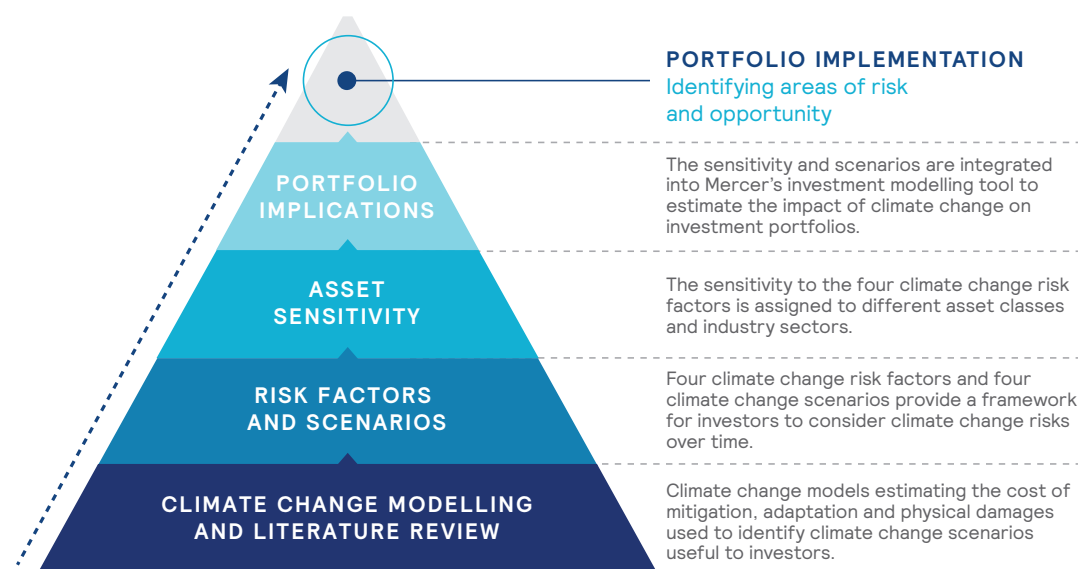 PORTFOLIO IMPLEMENTATION
Identifying areas of risk
and opportunity
PORTFOLIO
IMPLICATIONS
The sensitivity and scenarios are integrated
into Mercer’s investment modelling tool to
estimate the impact of climate change on
investment portfolios.
ASSET
SENSITIVITY
The sensitivity to the four climate change risk
factors is assigned to different asset classes
and industry sectors.
RISK FACTORS
AND SCENARIOS
Four climate change risk factors and four
climate change scenarios provide a framework
for investors to consider climate change risks
over time.
CLIMATE CHANGE MODELLING
AND LITERATURE REVIEW
Climate change models estimating the cost of
mitigation, adaptation and physical damages
used to identify climate change scenarios
useful to investors.